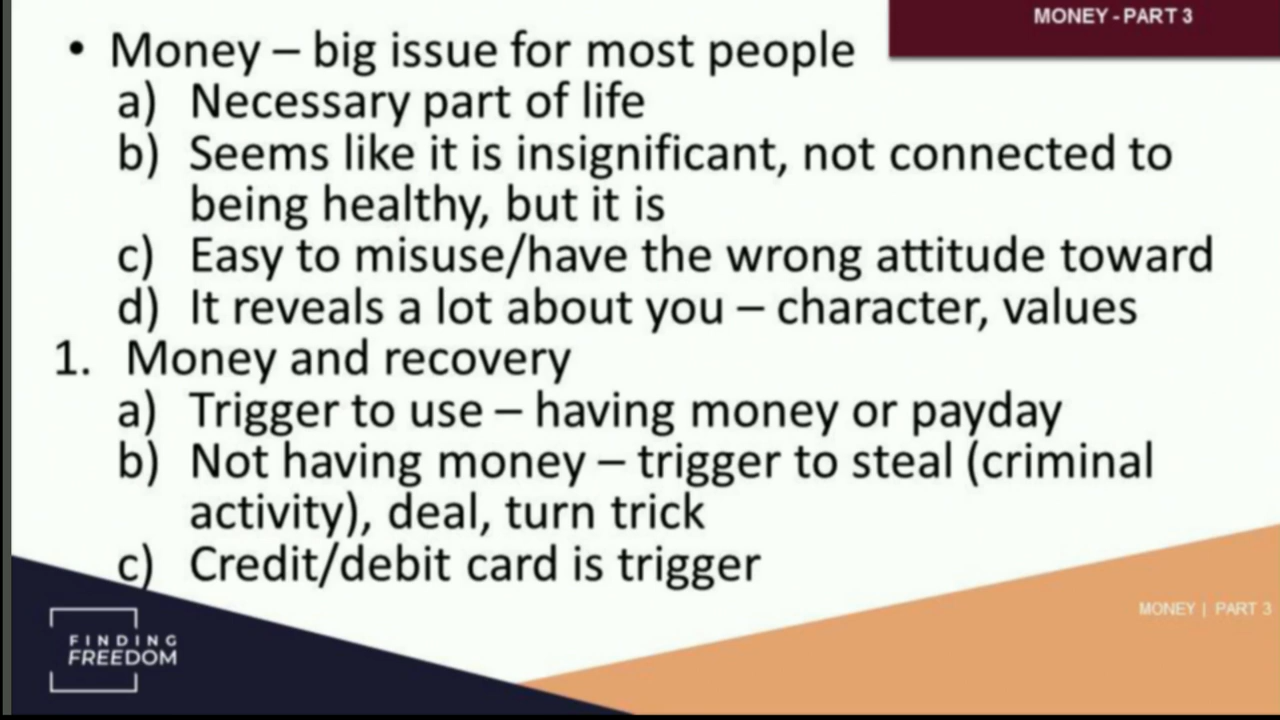 MONEY - PART 3
• Money – big issue for most people
a) Necessary part of life
b) Seems like it is insignificant, not connected to
being healthy, but it is
c) Easy to misuse/have the wrong attitude toward
d) It reveals a lot about you – character, values
1. Money and recovery
a) Trigger to use – having money or payday
b) Not having money – trigger to steal (criminal
activity), deal, turn trick
c) Credit/debit card is trigger
MONEY | PART 3
FINDING
FREEDOM